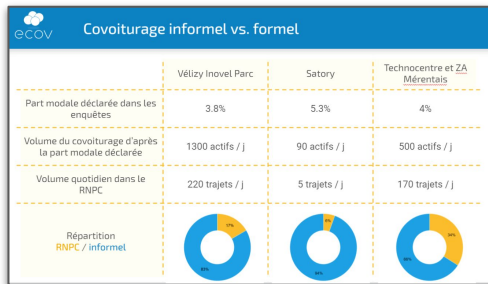 ecov
Covoiturage informel vs. formel
Vélizy Inovel Parc
Satory
Technocentre et ZA
Mérentais
Part modale déclarée dans les
enquêtes
3.8%
5.3%
4%
Volume du covoiturage d'après
la part modale déclarée
1300 actifs / j
90 actifs / j
500 actifs / j
Volume quotidien dans le
RNPC
220 trajets / j
5 trajets / j
170 trajets / j
Répartition
RNPC / informel
17%
83%